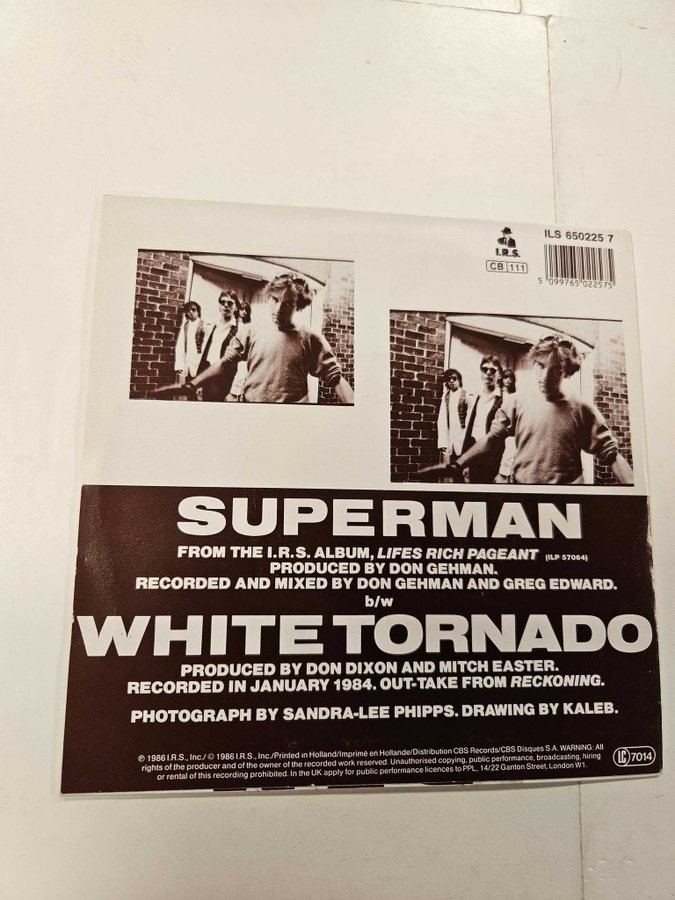 ILS 650225 7
I.R.S.
CB 111
5 099765 022575
SUPERMAN
FROM THE I.R.S. ALBUM, LIFES RICH PAGEANT (ILP 57064)
PRODUCED BY DON GEHMAN.
RECORDED AND MIXED BY DON GEHMAN AND GREG EDWARD.
b/w
WHITE TORNADO
PRODUCED BY DON DIXON AND MITCH EASTER.
RECORDED IN JANUARY 1984. OUT-TAKE FROM RECKONING.
PHOTOGRAPH BY SANDRA-LEE PHIPPS. DRAWING BY KALEB.
℗ 1986 I.R.S., Inc./ © 1986 I.R.S., Inc./Printed in Holland/Imprimé en Hollande/Distribution CBS Records/CBS Disques S.A. WARNING: All
rights of the producer and of the owner of the recorded work reserved. Unauthorised copying, public performance, broadcasting, hiring
or rental of this recording prohibited. In the UK apply for public performance licences to PPL, 14/22 Ganton Street, London W1.
LC 7014